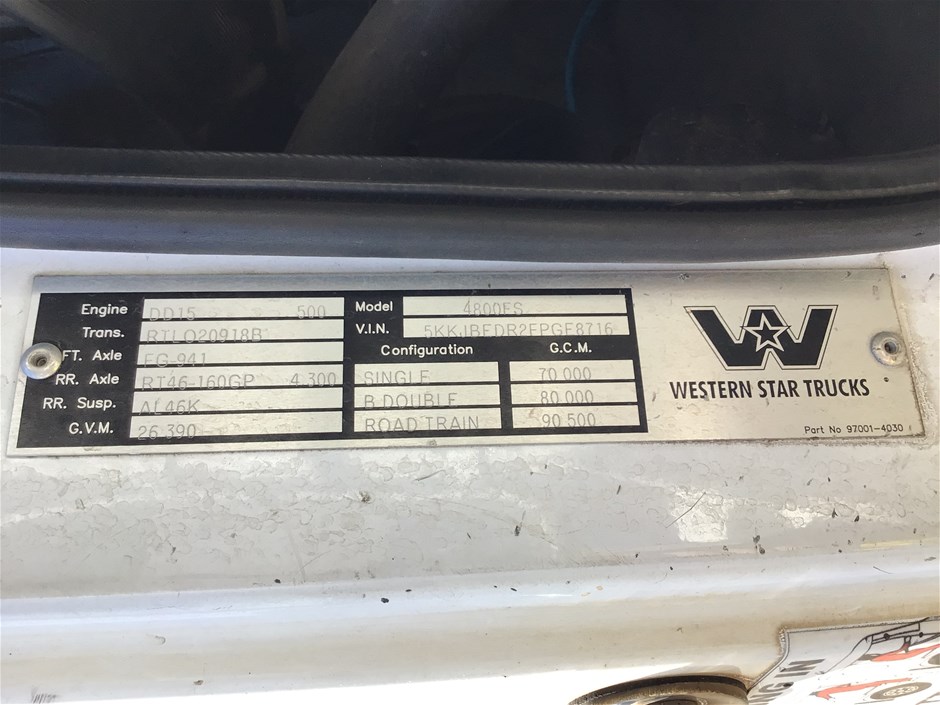 Engine DD15 500
Trans. RTLO20918B
FT. Axle FG-941
RR. Axle RT46-160GP 4.300
RR. Susp. AL46K
G.V.M. 26 390
Model 4800FS
V.I.N. 5KKJBFDR2FPGF8716
Configuration G.C.M.
SINGLE 70 000
B DOUBLE 80 000
ROAD TRAIN 90 500
W
WESTERN STAR TRUCKS
Part No 97001-4030